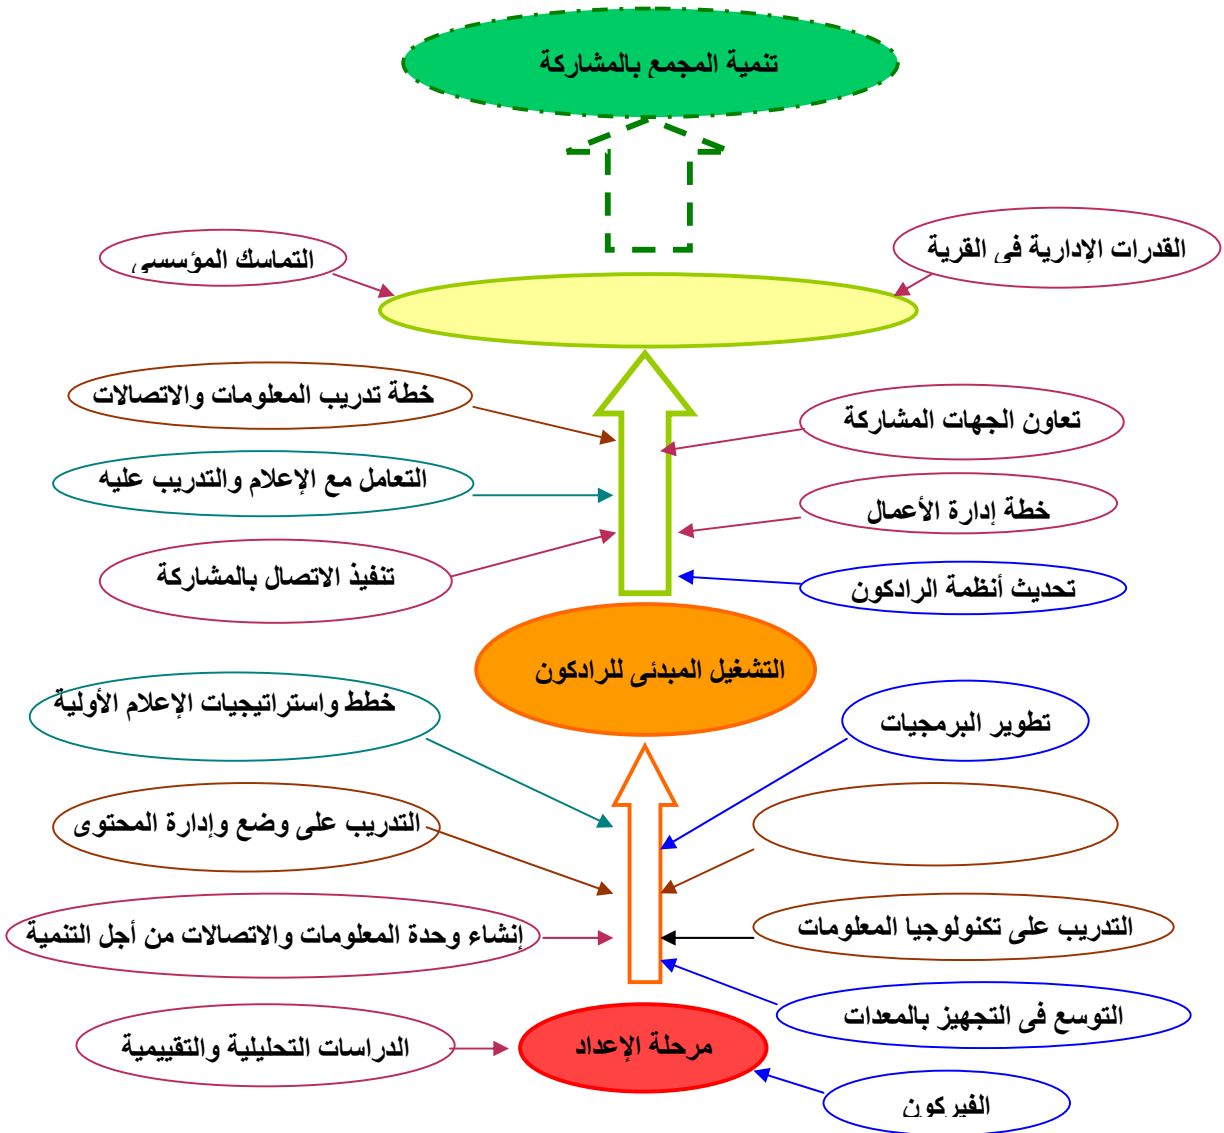 تنمية المجمع بالمشاركة
القدرات الإدارية فى القرية
التماسك المؤسسى
خطة تدريب المعلومات والاتصالات
تعاون الجهات المشاركة
التعامل مع الإعلام والتدريب عليه
خطة إدارة الأعمال
تنفيذ الاتصال بالمشاركة
تحديث أنظمة الرادكون
التشغيل المبدئى للرادكون
خطط واستراتيجيات الإعلام الأولية
تطوير البرمجيات
التدريب على وضع وإدارة المحتوى
التدريب على تكنولوجيا المعلومات
إنشاء وحدة المعلومات والاتصالات من أجل التنمية
التوسع فى التجهيز بالمعدات
مرحلة الإعداد
الدراسات التحليلية والتقييمية
الفيركون